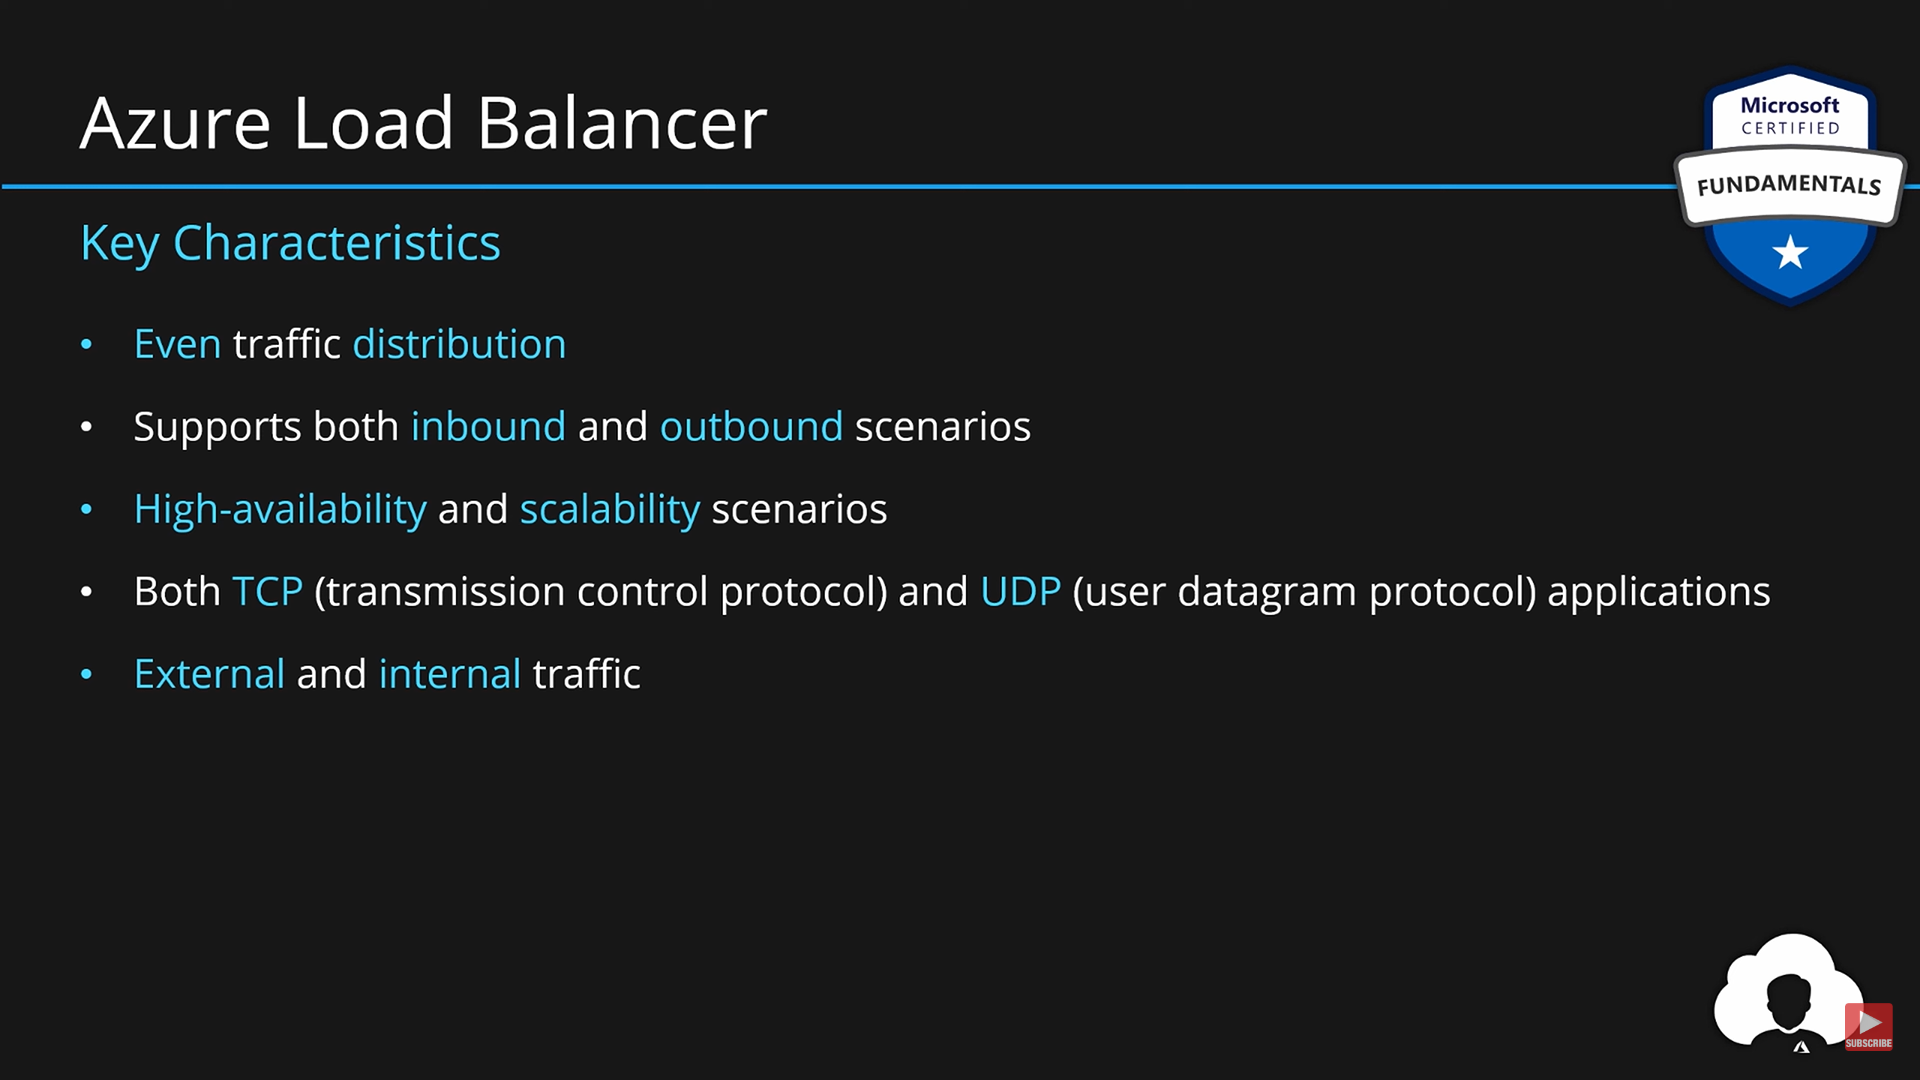 Azure Load Balancer
Microsoft
CERTIFIED
FUNDAMENTALS
Key Characteristics
• Even traffic distribution
• Supports both inbound and outbound scenarios
• High-availability and scalability scenarios
• Both TCP (transmission control protocol) and UDP (user datagram protocol) applications
• External and internal traffic
SUBSCRIBE